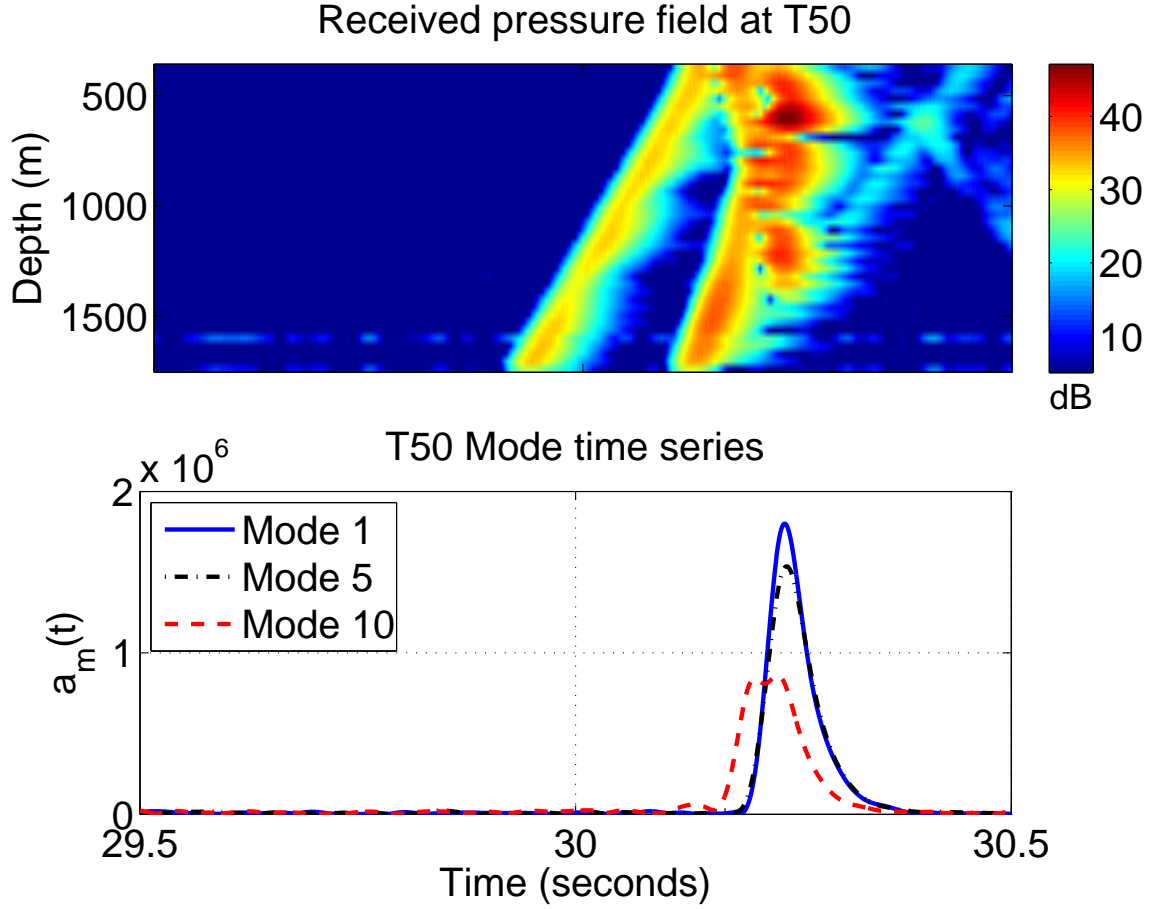 Received pressure field at T50
Depth (m)
500
1000
1500
40
30
20
10
dB
T50 Mode time series
x 10^6
a_m(t)
2
1
0
Mode 1
Mode 5
Mode 10
29.5 30 30.5
Time (seconds)